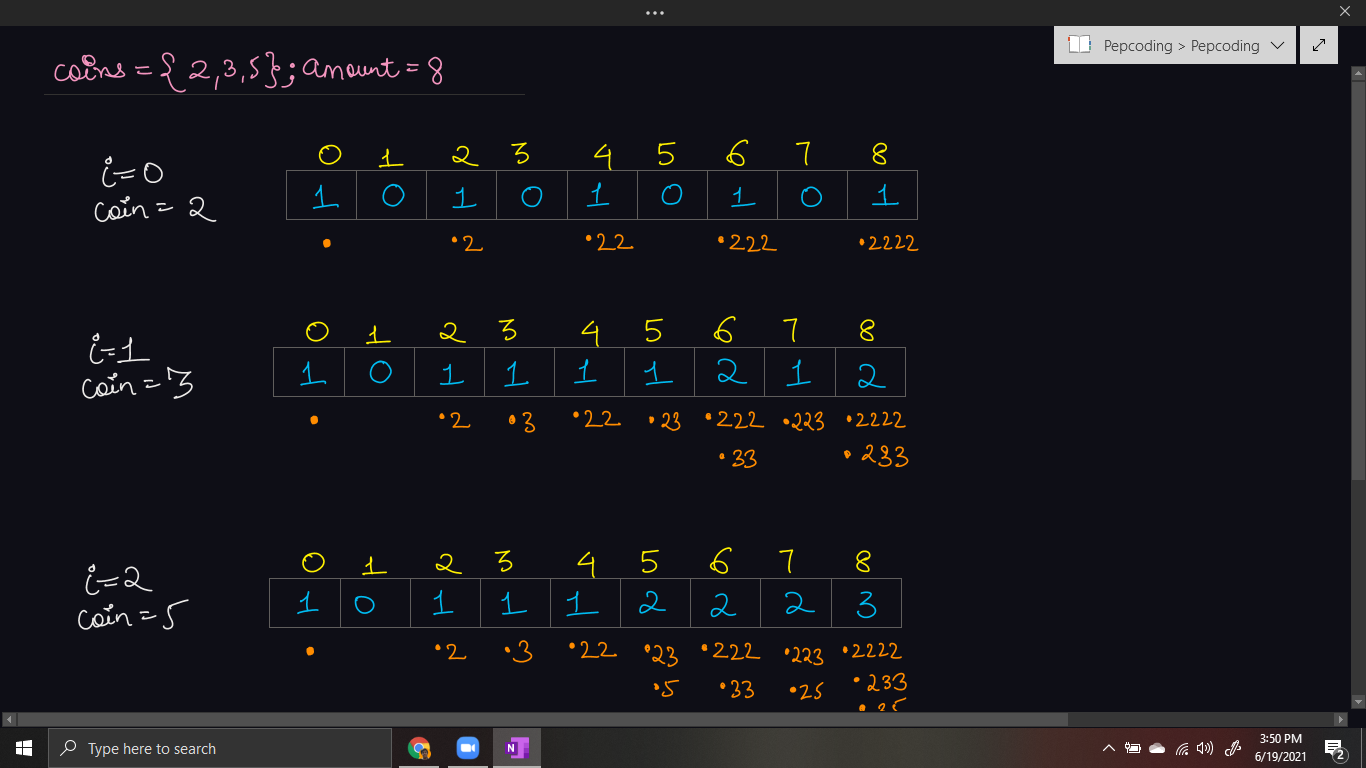 Pepcoding > Pepcoding
coins = { 2,3,5} ; amount = 8
0 1 2 3 4 5 6 7 8
i=0
coin = 2
1 0 1 0 1 0 1 0 1
. .2 .22 .222 .2222
0 1 2 3 4 5 6 7 8
i=1
coin = 3
1 0 1 1 1 1 2 1 2
. .2 .3 .22 .23 .222 .223 .2222
.33 .233
0 1 2 3 4 5 6 7 8
i=2
coin = 5
1 0 1 1 1 2 2 2 3
. .2 .3 .22 .23 .222 .223 .2222
.5 .33 .25 .233
Type here to search
N
3:50 PM
6/19/2021
2